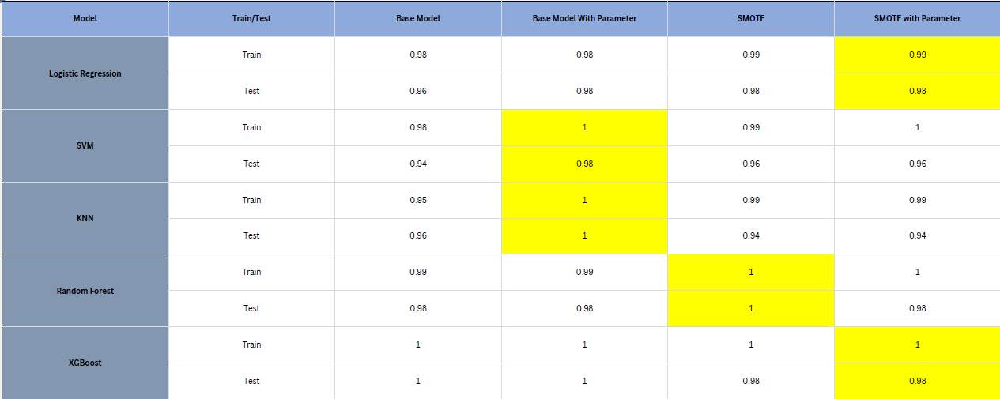 Model Train/Test Base Model Base Model With Parameter SMOTE SMOTE with Parameter
Logistic Regression Train 0.98 0.98 0.99 0.99
Test 0.96 0.98 0.98 0.98
SVM Train 0.98 1 0.99 1
Test 0.94 0.98 0.96 0.96
KNN Train 0.95 1 0.99 0.99
Test 0.96 1 0.94 0.94
Random Forest Train 0.99 0.99 1 1
Test 0.98 0.98 1 0.98
XGBoost Train 1 1 1 1
Test 1 1 0.98 0.98